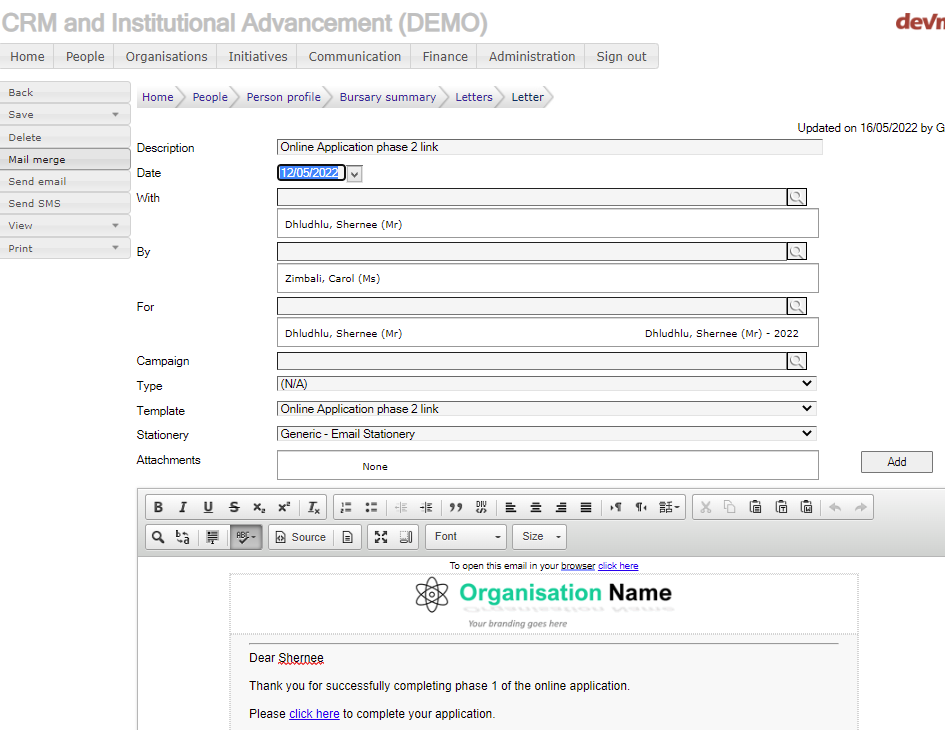 CRM and Institutional Advancement (DEMO)
Home People Organisations Initiatives Communication Finance Administration Sign out
Back
Save
Delete
Mail merge
Send email
Send SMS
View
Print
Home People Person profile Bursary summary Letters Letter
Updated on 16/05/2022 by G
Description Online Application phase 2 link
Date 12/05/2022
With
Dhludhlu, Shernee (Mr)
By
Zimbali, Carol (Ms)
For
Dhludhlu, Shernee (Mr) Dhludhlu, Shernee (Mr) - 2022
Campaign
Type (N/A)
Template Online Application phase 2 link
Stationery Generic - Email Stationery
Attachments None Add
B I U S x₂ x² Iₓ DIV
ABC Source Font Size
To open this email in your browser click here
Organisation Name
Your branding goes here
Dear Shernee
Thank you for successfully completing phase 1 of the online application.
Please click here to complete your application.